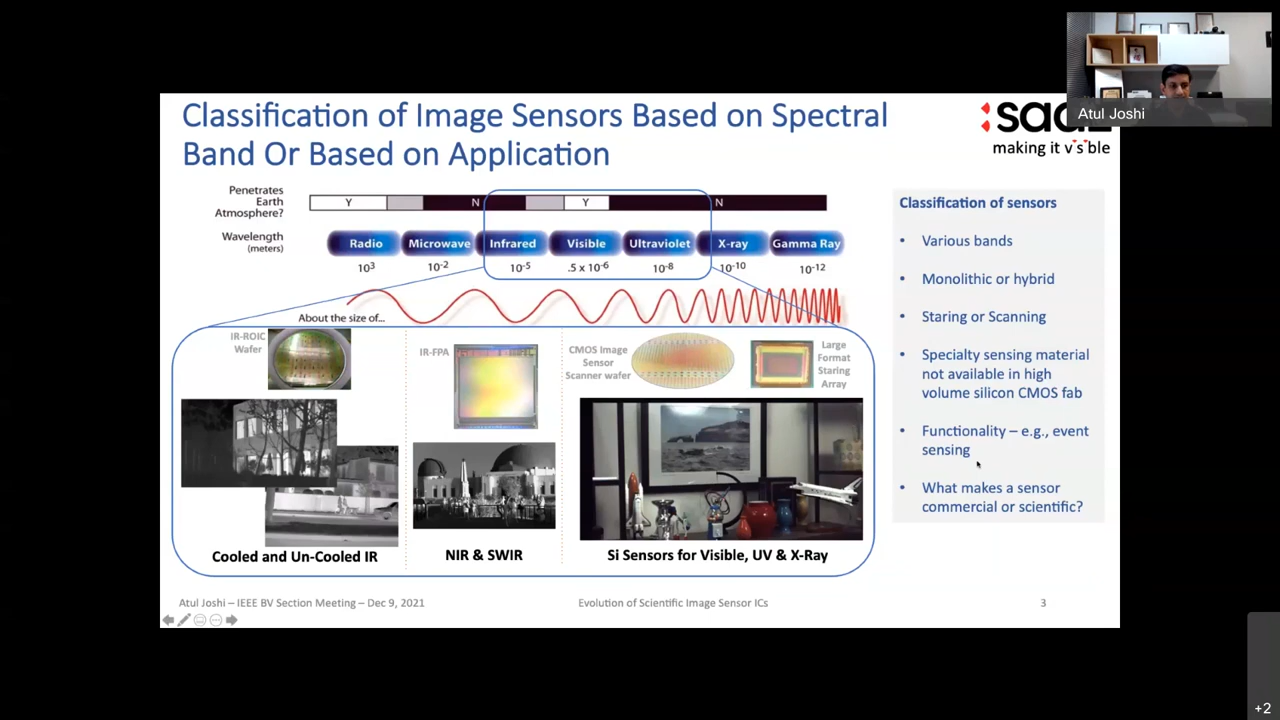 Classification of Image Sensors Based on Spectral
Band Or Based on Application
making it visible
Atul Joshi
Penetrates
Earth
Atmosphere?
Y
N
Y
N
Wavelength
(meters)
Radio
Microwave
Infrared
Visible
Ultraviolet
X-ray
Gamma Ray
10³
10⁻²
10⁻⁵
.5 x 10⁻⁶
10⁻⁸
10⁻¹⁰
10⁻¹²
About the size of...
IR-ROIC
Wafer
IR-FPA
CMOS Image
Sensor
Scanner wafer
Large
Format
Staring
Array
Cooled and Un-Cooled IR
NIR & SWIR
Si Sensors for Visible, UV & X-Ray
Classification of sensors
• Various bands
• Monolithic or hybrid
• Staring or Scanning
• Specialty sensing material
not available in high
volume silicon CMOS fab
• Functionality – e.g., event
sensing
• What makes a sensor
commercial or scientific?
Atul Joshi – IEEE BV Section Meeting – Dec 9, 2021
Evolution of Scientific Image Sensor ICs
3
+2